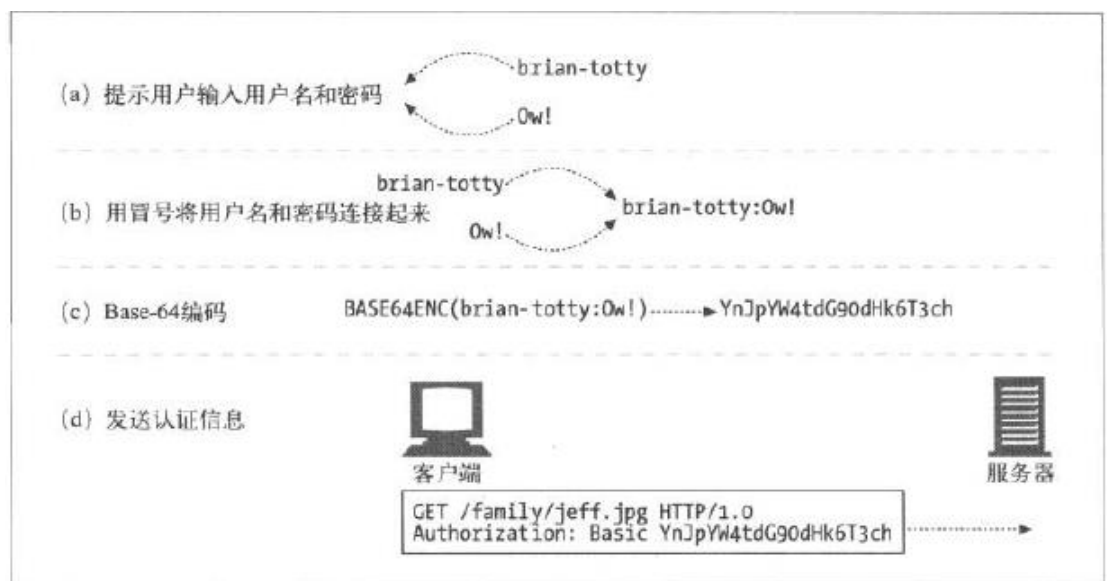 (a) 提示用户输入用户名和密码
brian-totty
Ow!
(b) 用冒号将用户名和密码连接起来
brian-totty
Ow!
brian-totty:Ow!
(c) Base-64编码
BASE64ENC(brian-totty:Ow!)
YnJpYW4tdG90dHk6T3ch
(d) 发送认证信息
客户端
服务器
GET /family/jeff.jpg HTTP/1.0
Authorization: Basic YnJpYW4tdG90dHk6T3ch